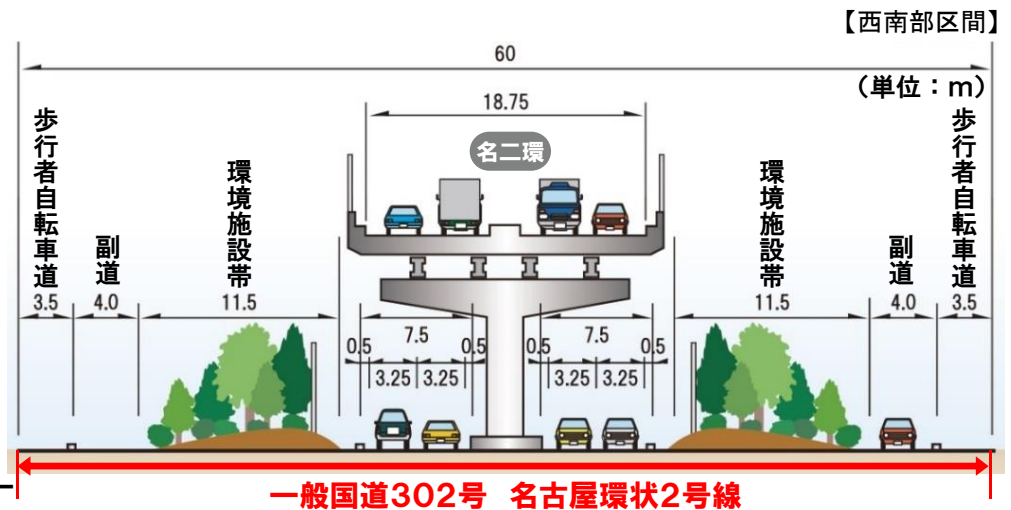 【西南部区間】
60
（単位：m）
18.75
名二環
歩行者自転車道
副道
環境施設帯
環境施設帯
副道
歩行者自転車道
3.5
4.0
11.5
11.5
4.0
3.5
7.5
7.5
0.5
0.5
0.5
0.5
3.25
3.25
3.25
3.25
一般国道302号 名古屋環状2号線